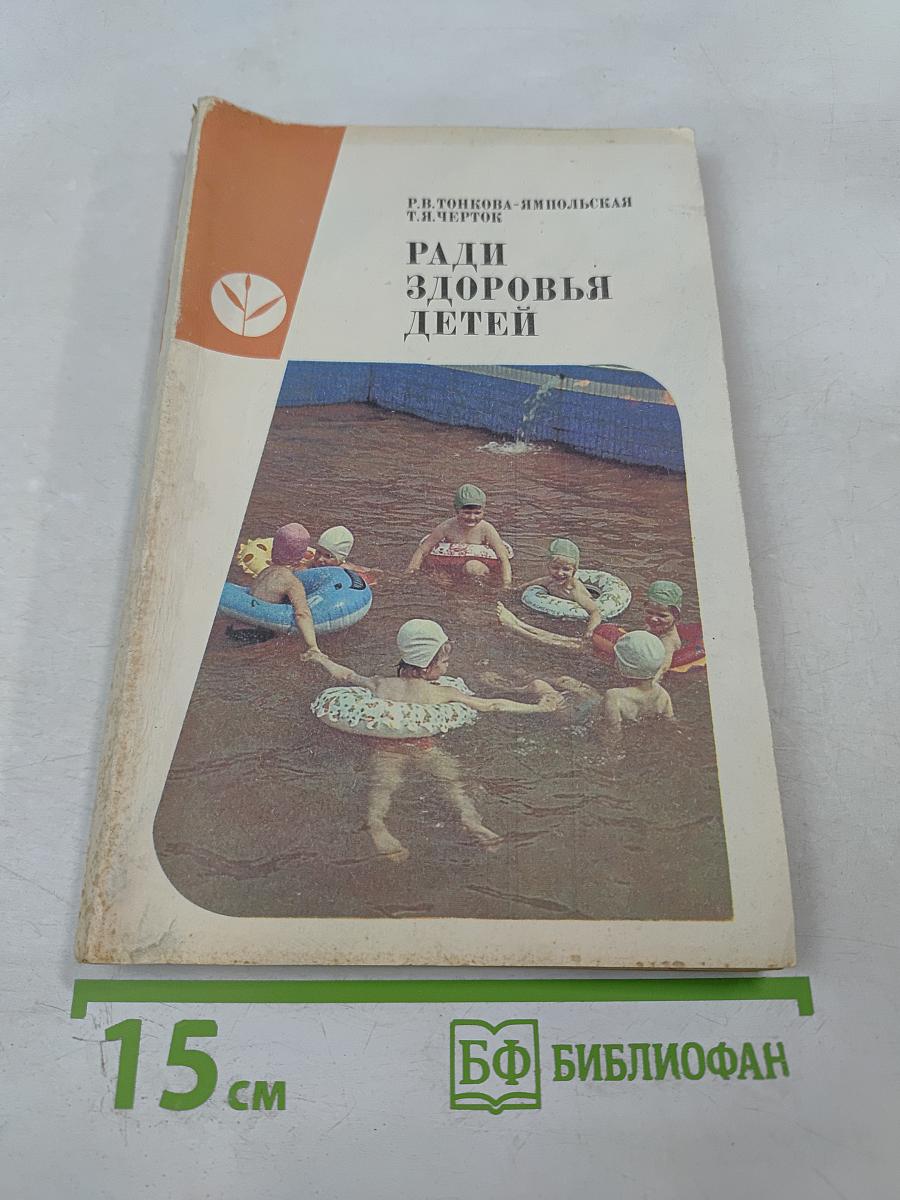 Р.В.ТОНКОВА-ЯМПОЛЬСКАЯ
Т.Я.ЧЕРТОК
РАДИ
ЗДОРОВЬЯ
ДЕТЕЙ
15 см
БФ БИБЛИОФАН